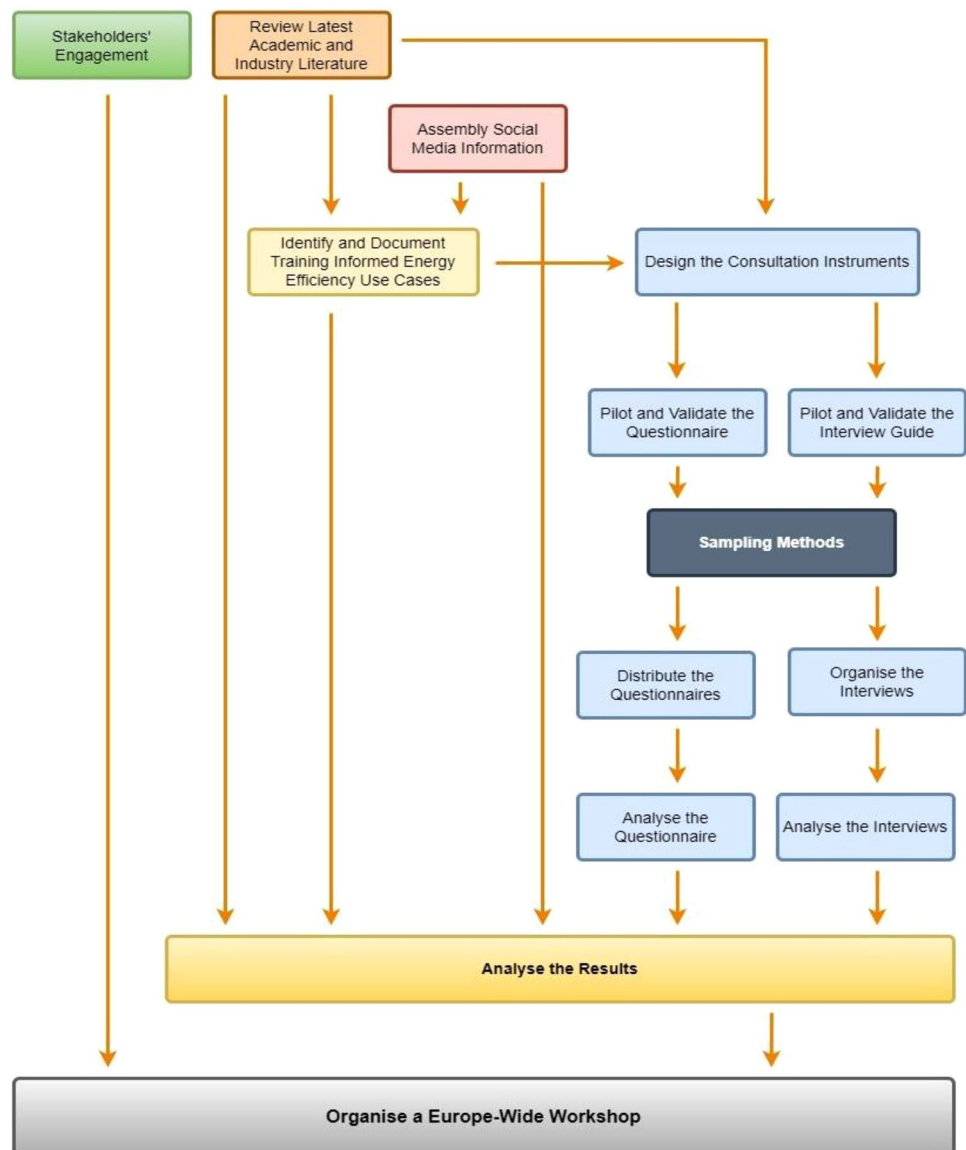 Stakeholders'
Engagement
Review Latest
Academic and
Industry Literature
Assembly Social
Media Information
Identify and Document
Training Informed Energy
Efficiency Use Cases
Design the Consultation Instruments
Pilot and Validate the
Questionnaire
Pilot and Validate the
Interview Guide
Sampling Methods
Distribute the
Questionnaires
Organise the
Interviews
Analyse the
Questionnaire
Analyse the Interviews
Analyse the Results
Organise a Europe-Wide Workshop